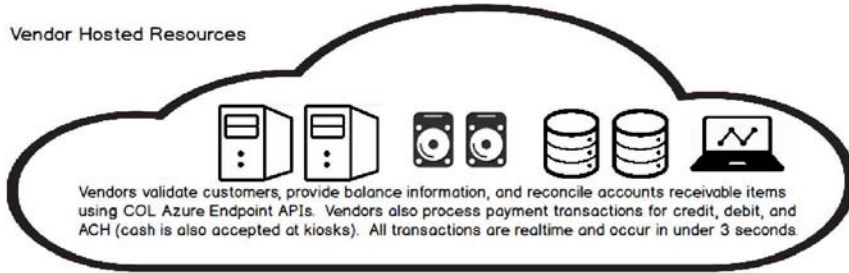 Vendor Hosted Resources
Vendors validate customers, provide balance information, and reconcile accounts receivable items
using COL Azure Endpoint APIs. Vendors also process payment transactions for credit, debit, and
ACH (cash is also accepted at kiosks). All transactions are realtime and occur in under 3 seconds.